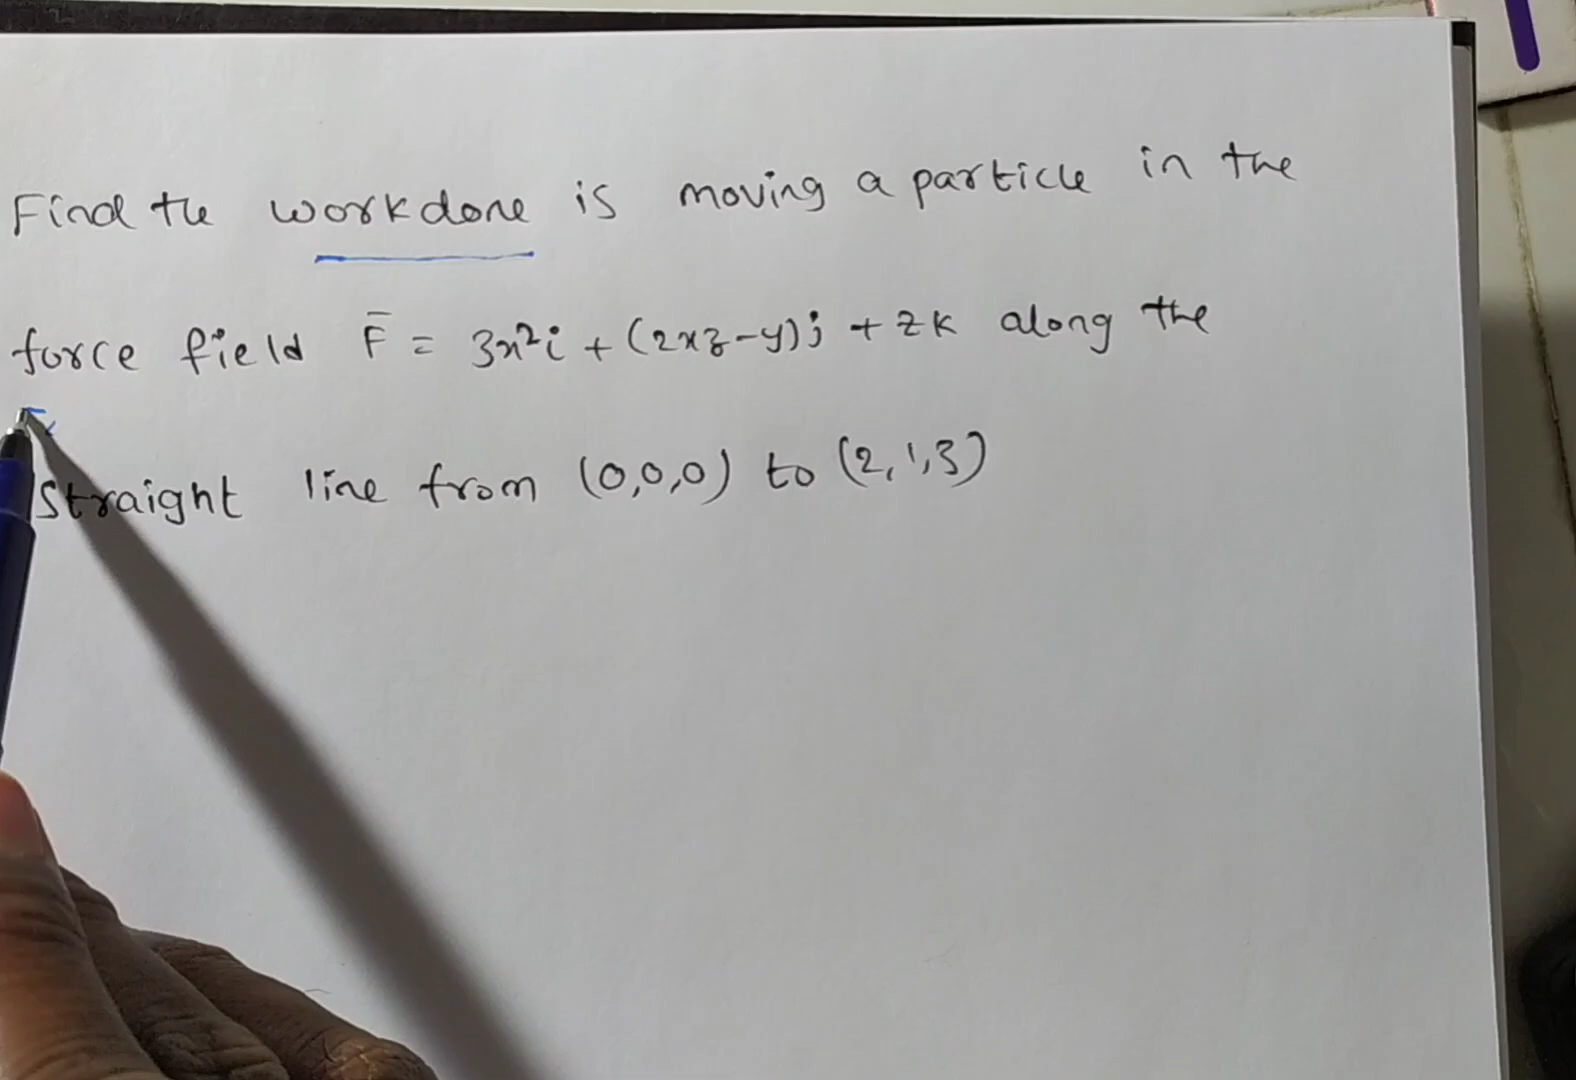 Find the workdone is moving a particle in the
force field F̅ = 3x²i + (2xz-y)j + zk along the
straight line from (0,0,0) to (2,1,3)